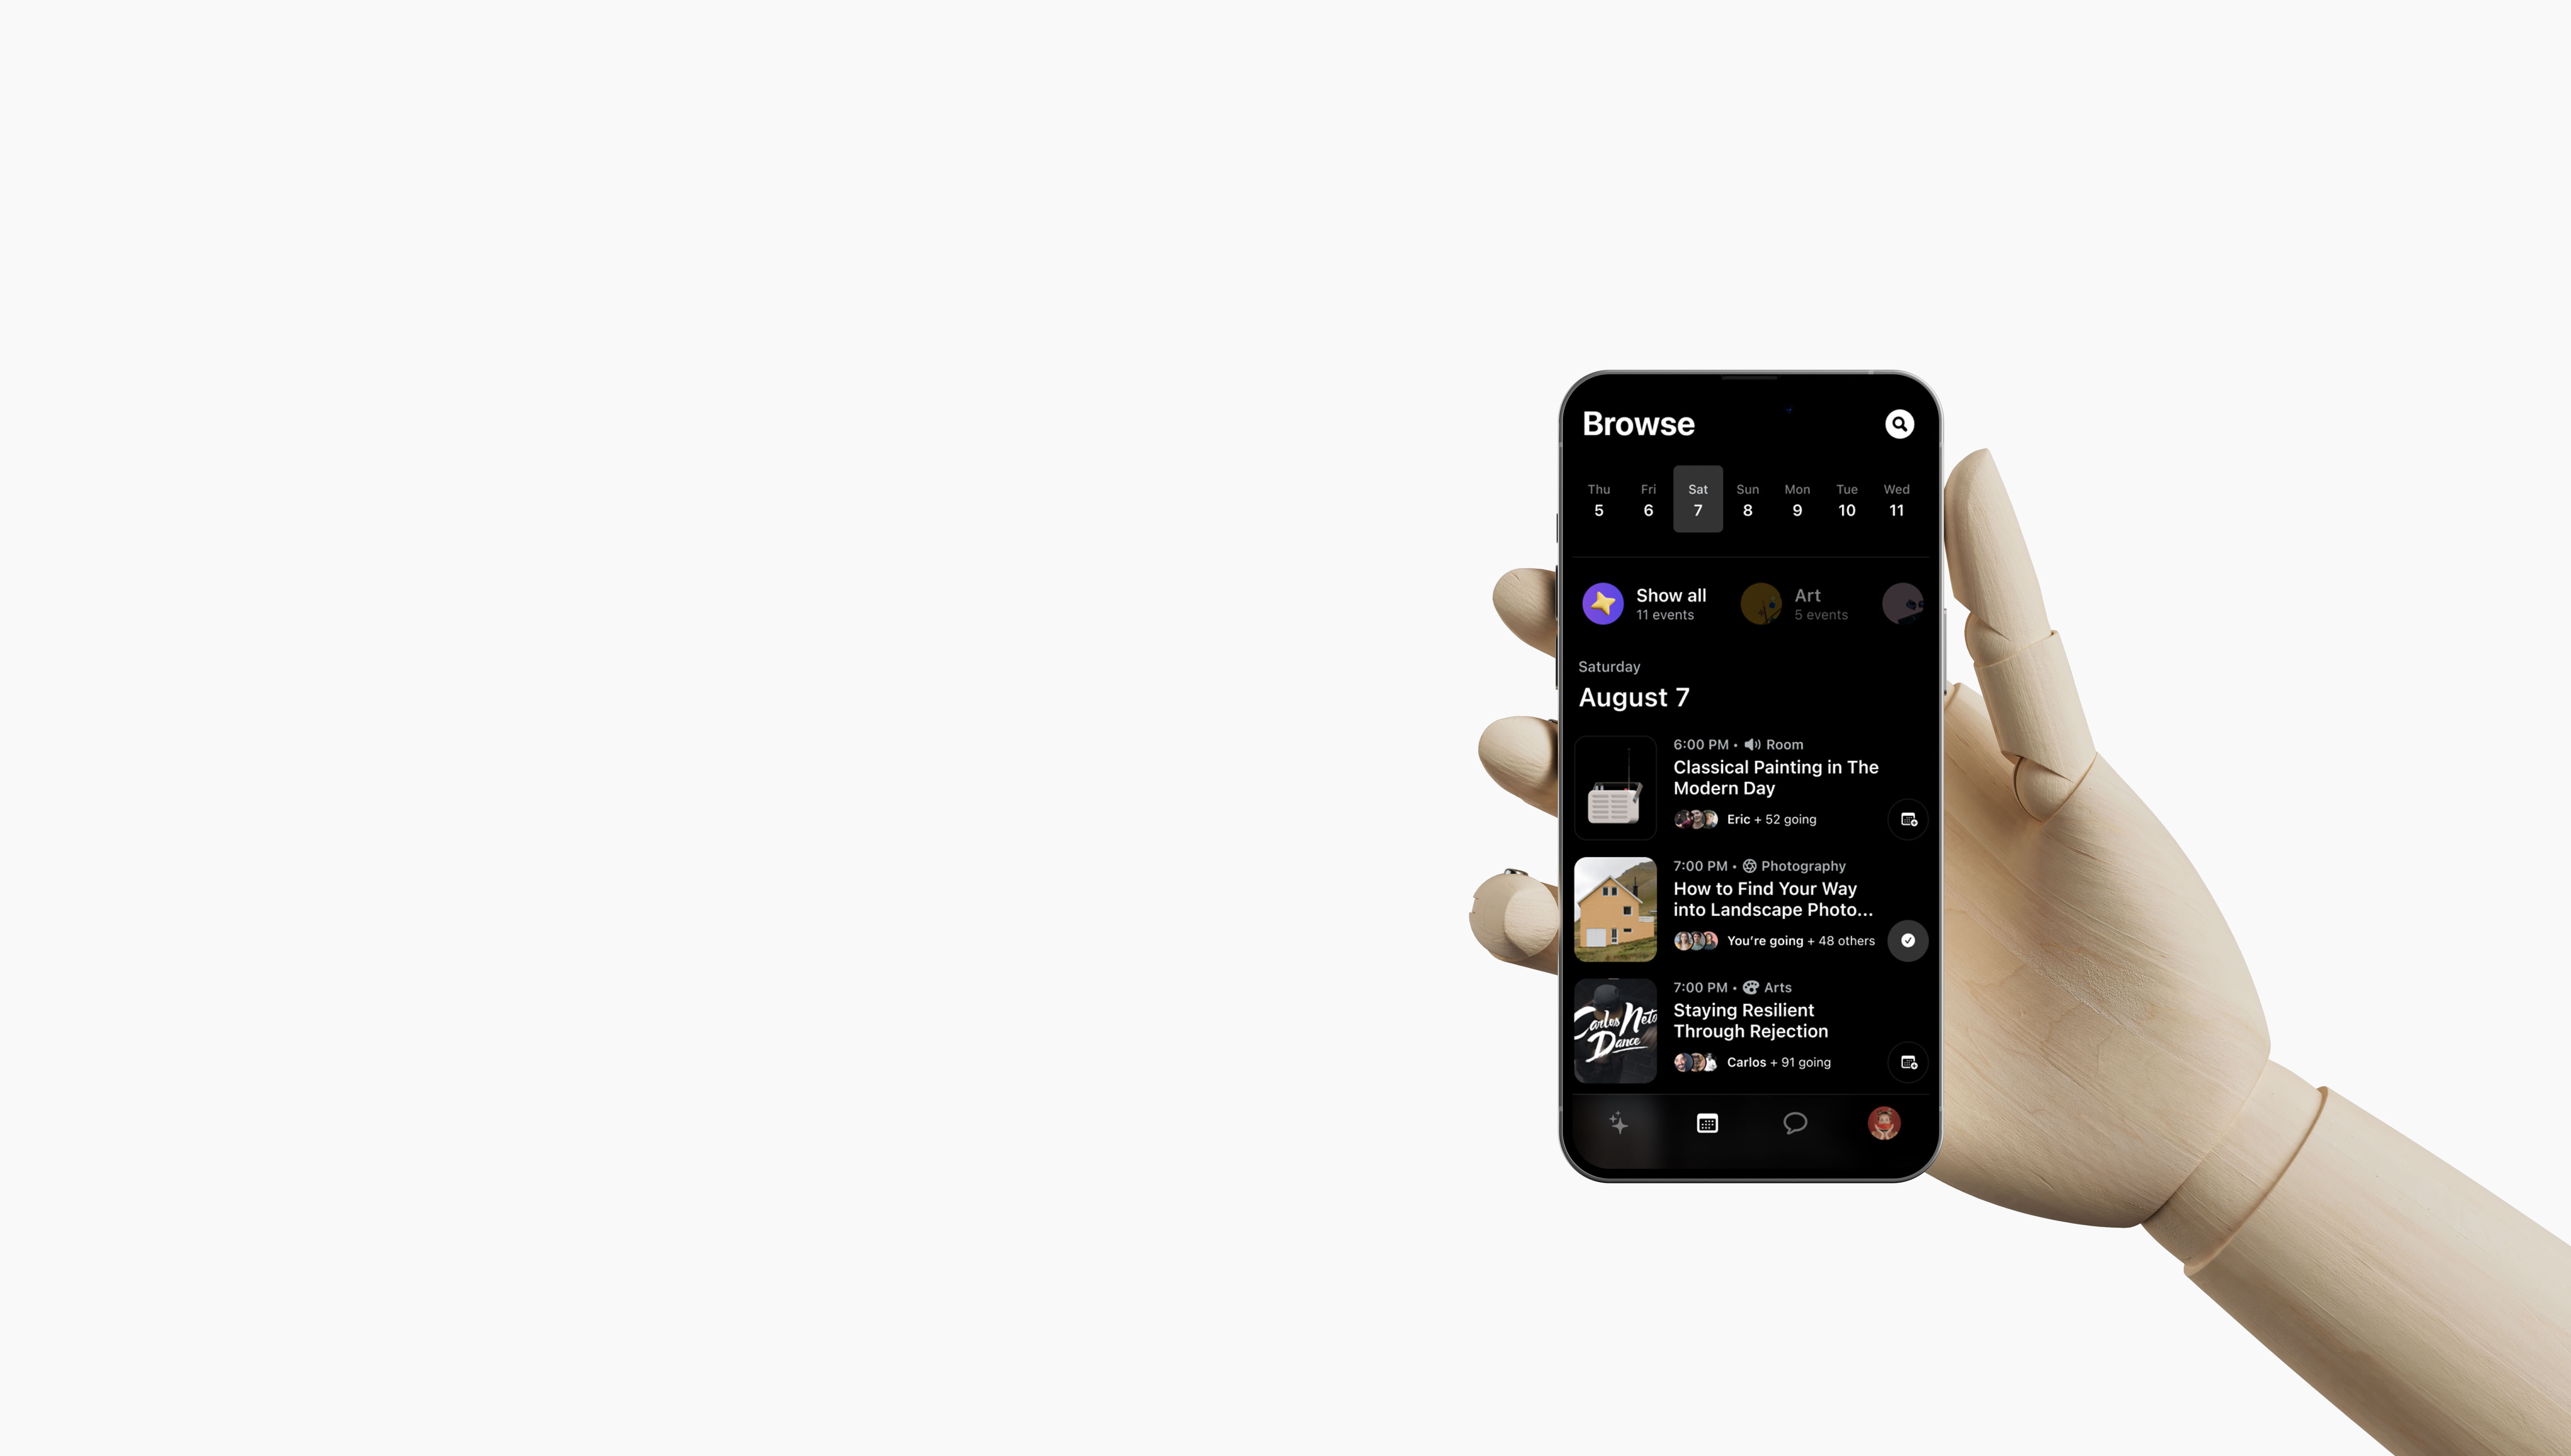 Browse
Thu Fri Sat Sun Mon Tue Wed
5 6 7 8 9 10 11
Show all
11 events
Art
5 events
Saturday
August 7
6:00 PM • Room
Classical Painting in The
Modern Day
Eric + 52 going
7:00 PM • Photography
How to Find Your Way
into Landscape Photo...
You're going + 48 others
7:00 PM • Arts
Staying Resilient
Through Rejection
Carlos + 91 going
Carlos Neto
Dance